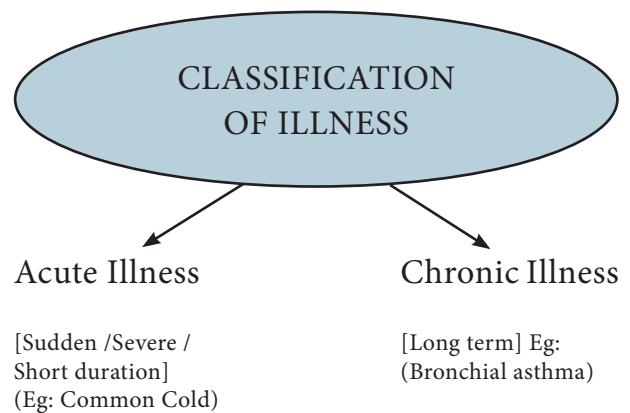 CLASSIFICATION
OF ILLNESS
Acute Illness
[Sudden /Severe /
Short duration]
(Eg: Common Cold)
Chronic Illness
[Long term] Eg:
(Bronchial asthma)